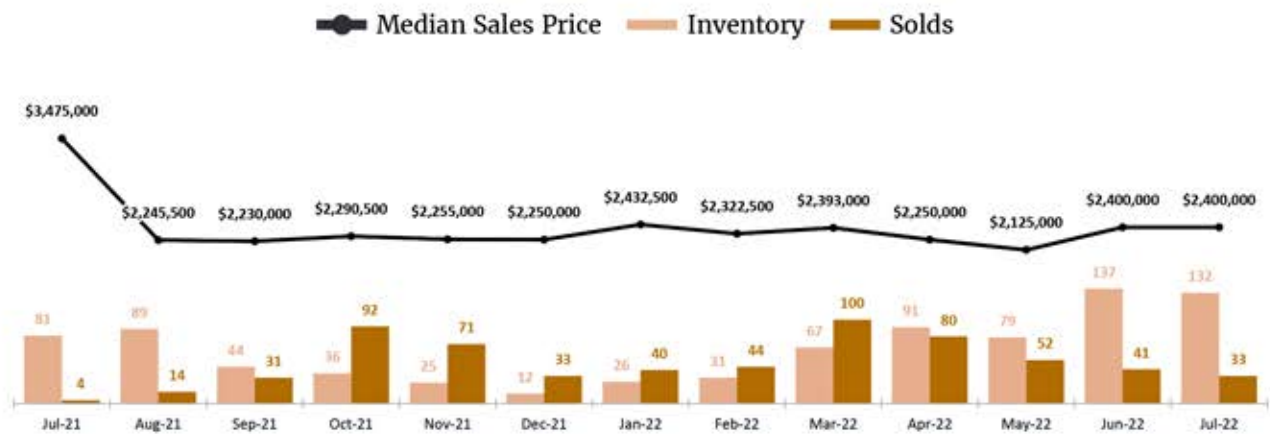 Median Sales Price Inventory Solds
$3,475,000
$2,245,500 $2,230,000 $2,290,500 $2,255,000 $2,250,000 $2,432,500 $2,322,500 $2,393,000 $2,250,000 $2,125,000 $2,400,000 $2,400,000
81 4 89 14 44 31 36 92 25 71 12 33 26 40 31 44 67 100 91 80 79 52 137 41 132 33
Jul-21 Aug-21 Sep-21 Oct-21 Nov-21 Dec-21 Jan-22 Feb-22 Mar-22 Apr-22 May-22 Jun-22 Jul-22